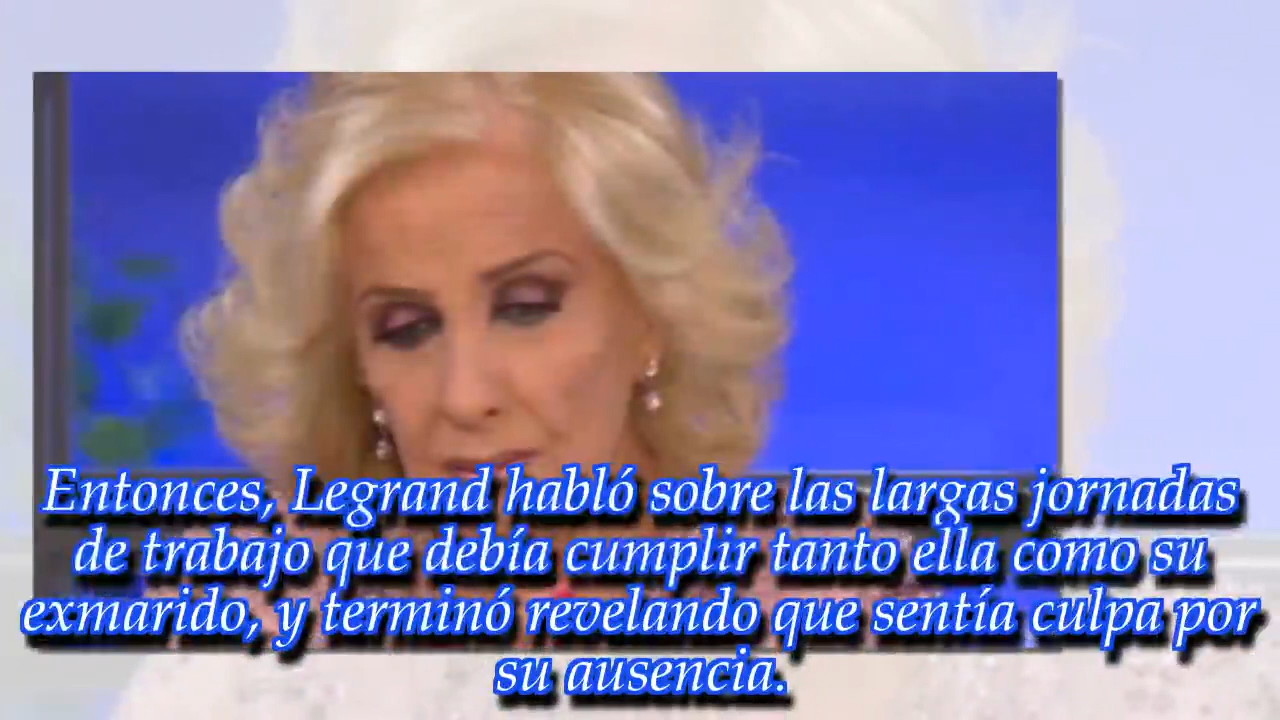 Entonces, Legrand habló sobre las largas jornadas
de trabajo que debía cumplir tanto ella como su
exmarido, y terminó revelando que sentía culpa por
su ausencia.